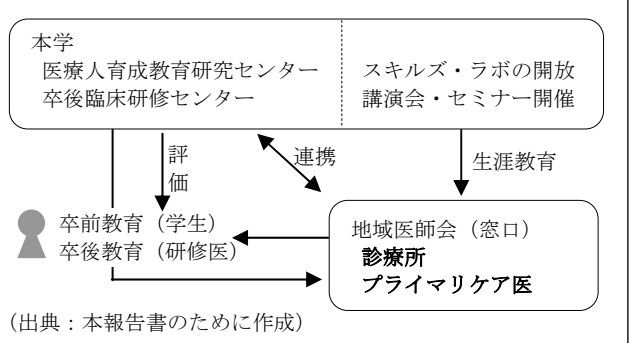 本学
医療人育成教育研究センター
卒後臨床研修センター
スキルズ・ラボの開放
講演会・セミナー開催
評価
連携
生涯教育
卒前教育（学生）
卒後教育（研修医）
地域医師会（窓口）
診療所
プライマリケア医
（出典：本報告書のために作成）